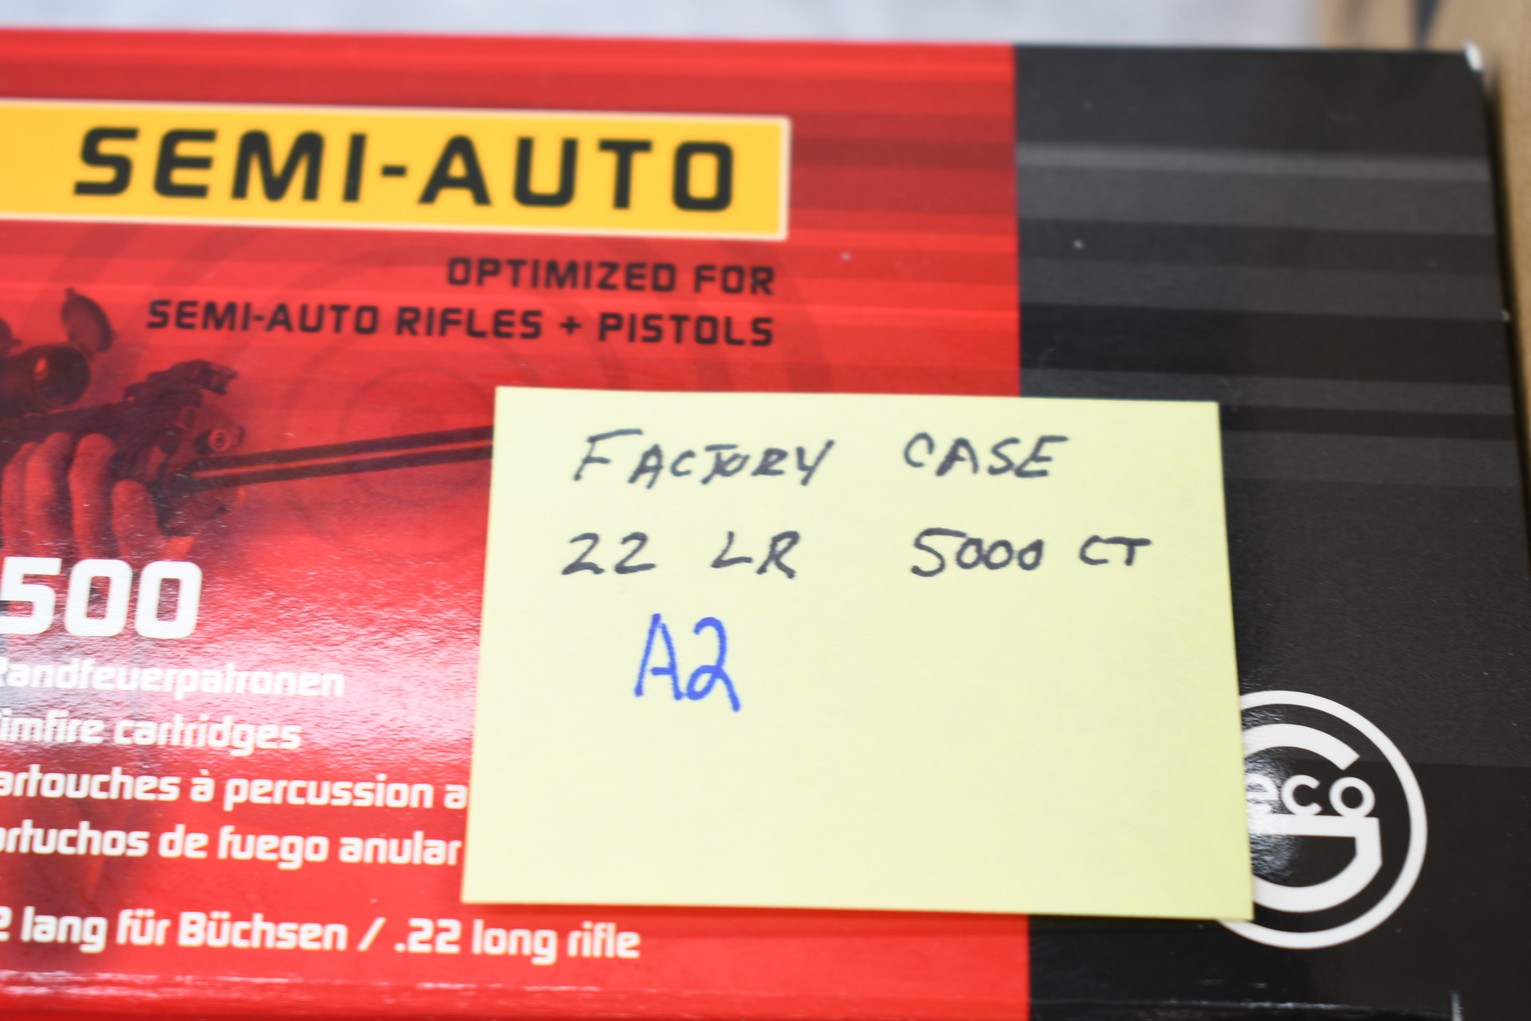 SEMI-AUTO
OPTIMIZED FOR
SEMI-AUTO RIFLES + PISTOLS
FACTORY CASE
22 LR 5000 CT
A2
500
Randfeuerpatronen
imfire cartridges
artouches à percussion a
artuchos de fuego anular
2 lang für Büchsen / .22 long rifle
eco